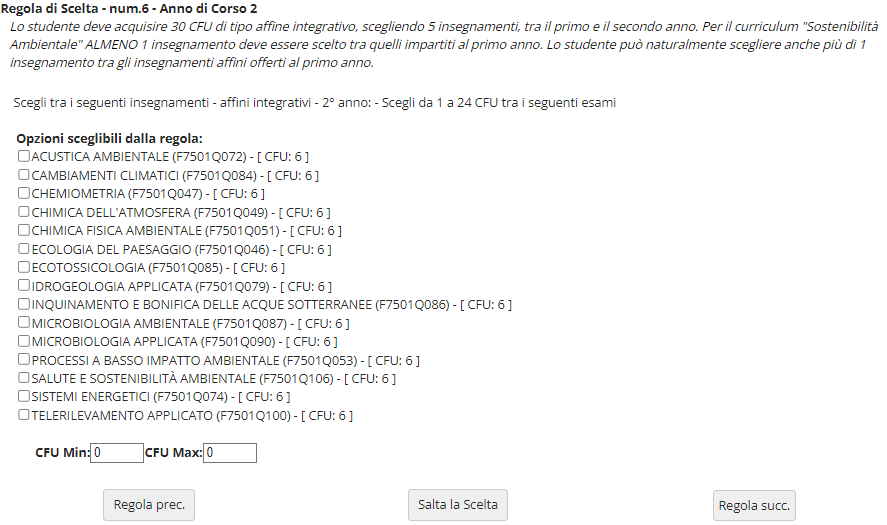 Regola di Scelta - num.6 - Anno di Corso 2
Lo studente deve acquisire 30 CFU di tipo affine integrativo, scegliendo 5 insegnamenti, tra il primo e il secondo anno. Per il curriculum "Sostenibilità
Ambientale" ALMENO 1 insegnamento deve essere scelto tra quelli impartiti al primo anno. Lo studente può naturalmente scegliere anche più di 1
insegnamento tra gli insegnamenti affini offerti al primo anno.
Scegli tra i seguenti insegnamenti - affini integrativi - 2° anno: - Scegli da 1 a 24 CFU tra i seguenti esami
Opzioni sceglibili dalla regola:
ACUSTICA AMBIENTALE (F7501Q072) - [ CFU: 6 ]
CAMBIAMENTI CLIMATICI (F7501Q084) - [ CFU: 6 ]
CHEMIOMETRIA (F7501Q047) - [ CFU: 6 ]
CHIMICA DELL'ATMOSFERA (F7501Q049) - [ CFU: 6 ]
CHIMICA FISICA AMBIENTALE (F7501Q051) - [ CFU: 6 ]
ECOLOGIA DEL PAESAGGIO (F7501Q046) - [ CFU: 6 ]
ECOTOSSICOLOGIA (F7501Q085) - [ CFU: 6 ]
IDROGEOLOGIA APPLICATA (F7501Q079) - [ CFU: 6 ]
INQUINAMENTO E BONIFICA DELLE ACQUE SOTTERRANEE (F7501Q086) - [ CFU: 6 ]
MICROBIOLOGIA AMBIENTALE (F7501Q087) - [ CFU: 6 ]
MICROBIOLOGIA APPLICATA (F7501Q090) - [ CFU: 6 ]
PROCESSI A BASSO IMPATTO AMBIENTALE (F7501Q053) - [ CFU: 6 ]
SALUTE E SOSTENIBILITÀ AMBIENTALE (F7501Q106) - [ CFU: 6 ]
SISTEMI ENERGETICI (F7501Q074) - [ CFU: 6 ]
TELERILEVAMENTO APPLICATO (F7501Q100) - [ CFU: 6 ]
CFU Min: 0 CFU Max: 0
Regola prec. Salta la Scelta Regola succ.